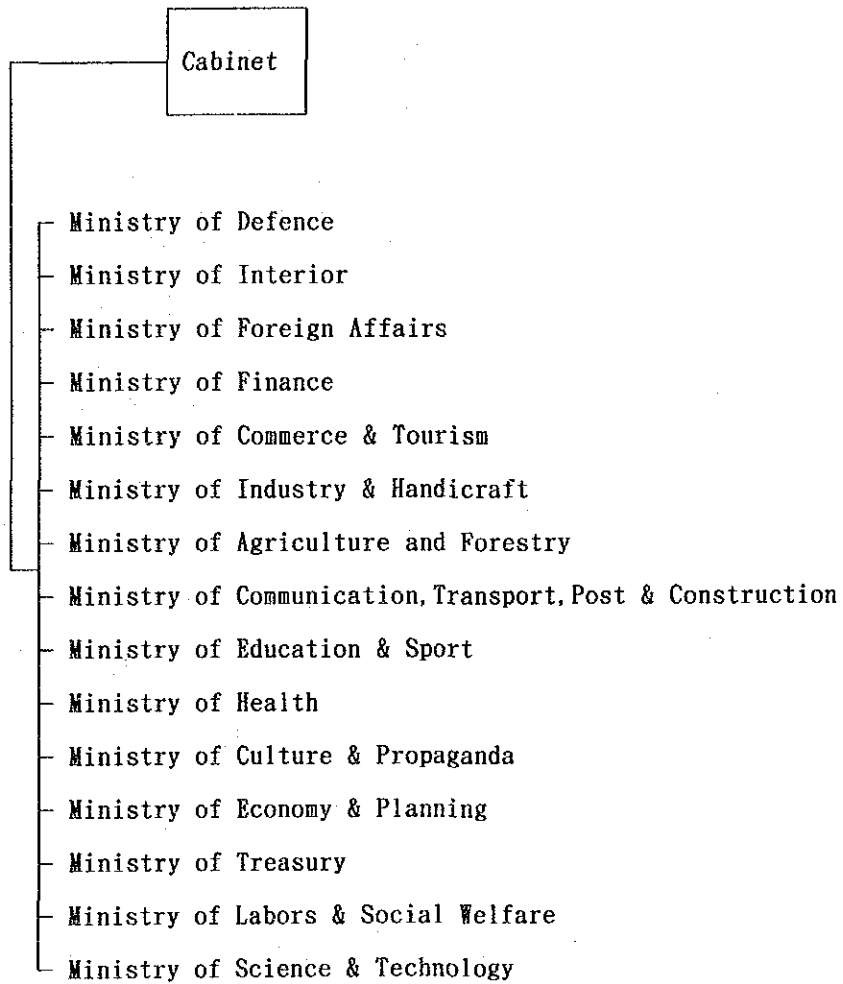 Cabinet
Ministry of Defence
Ministry of Interior
Ministry of Foreign Affairs
Ministry of Finance
Ministry of Commerce & Tourism
Ministry of Industry & Handicraft
Ministry of Agriculture and Forestry
Ministry of Communication, Transport, Post & Construction
Ministry of Education & Sport
Ministry of Health
Ministry of Culture & Propaganda
Ministry of Economy & Planning
Ministry of Treasury
Ministry of Labors & Social Welfare
Ministry of Science & Technology